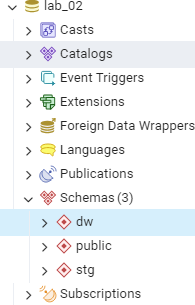 lab_02
Casts
Catalogs
Event Triggers
Extensions
Foreign Data Wrappers
Languages
Publications
Schemas (3)
dw
public
stg
Subscriptions